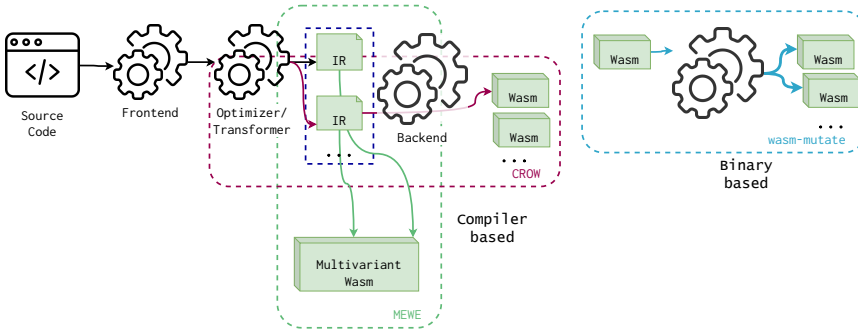 Source
Code
Frontend
Optimizer/
Transformer
IR
IR
...
Backend
Wasm
Wasm
...
CROW
Compiler
based
Multivariant
Wasm
MEWE
Wasm
Wasm
Wasm
...
wasm-mutate
Binary
based